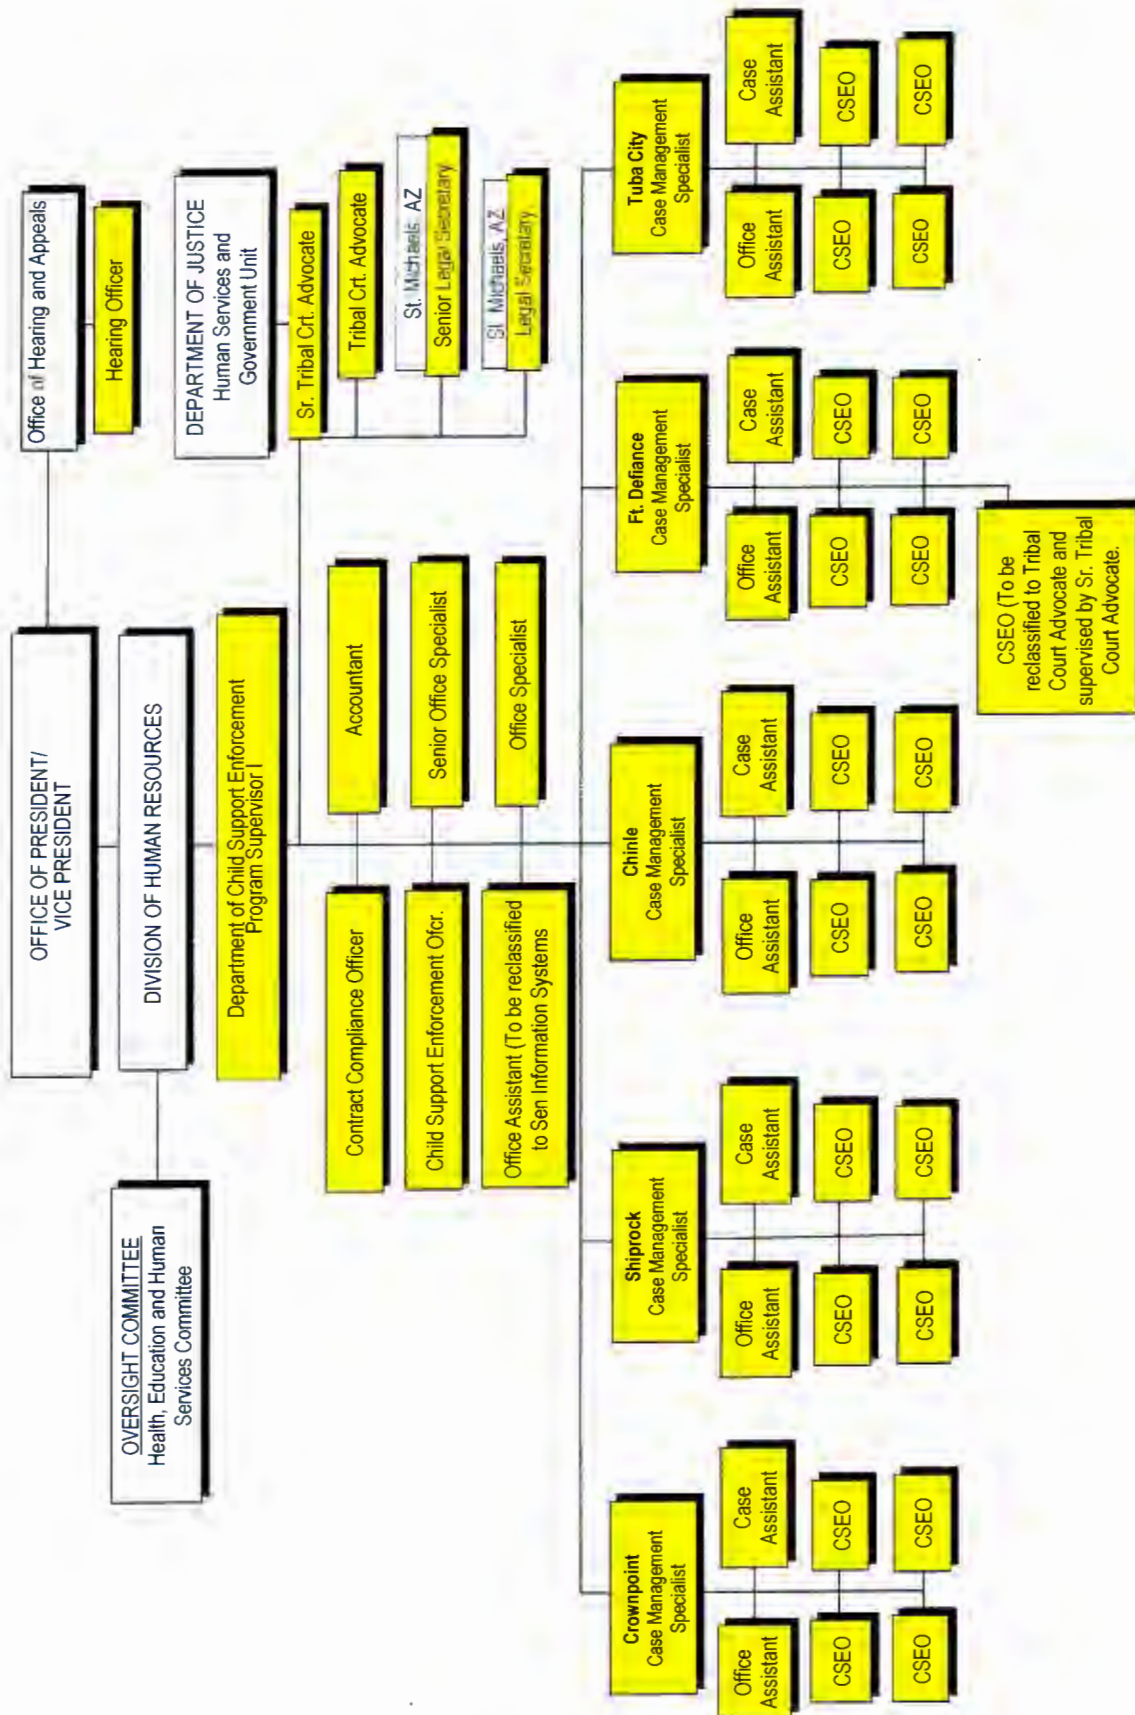 OFFICE OF PRESIDENT/
VICE PRESIDENT
Office of Hearing and Appeals
Hearing Officer
OVERSIGHT COMMITTEE
Health, Education and Human
Services Committee
DIVISION OF HUMAN RESOURCES
DEPARTMENT OF JUSTICE
Human Services and
Government Unit
Department of Child Support Enforcement
Program Supervisor I
Sr. Tribal Crt. Advocate
Tribal Crt. Advocate
St. Michaels, AZ
Senior Legal Secretary
St. Michaels, AZ
Legal Secretary
Contract Compliance Officer
Accountant
Child Support Enforcement Ofcr.
Senior Office Specialist
Office Assistant (To be reclassified
to Sen Information Systems
Office Specialist
Crownpoint
Case Management
Specialist
Office
Assistant
Case
Assistant
CSEO
CSEO
CSEO
CSEO
Shiprock
Case Management
Specialist
Office
Assistant
Case
Assistant
CSEO
CSEO
CSEO
CSEO
Chinle
Case Management
Specialist
Office
Assistant
Case
Assistant
CSEO
CSEO
CSEO
CSEO
Ft. Defiance
Case Management
Specialist
Office
Assistant
Case
Assistant
CSEO
CSEO
CSEO
CSEO
CSEO (To be
reclassified to Tribal
Court Advocate and
supervised by Sr. Tribal
Court Advocate.
Tuba City
Case Management
Specialist
Office
Assistant
Case
Assistant
CSEO
CSEO
CSEO
CSEO